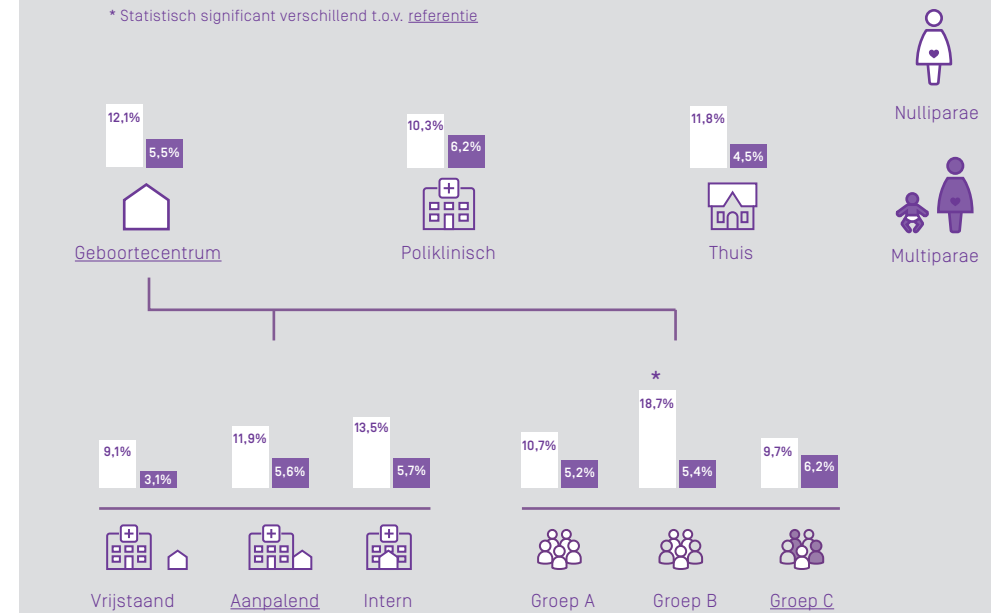 * Statistisch significant verschillend t.o.v. referentie
Nulliparae
Multiparae
12,1%
5,5%
10,3%
6,2%
11,8%
4,5%
Geboortecentrum
Poliklinisch
Thuis
*
9,1%
3,1%
11,9%
5,6%
13,5%
5,7%
10,7%
5,2%
18,7%
5,4%
9,7%
6,2%
Vrijstaand
Aanpalend
Intern
Groep A
Groep B
Groep C